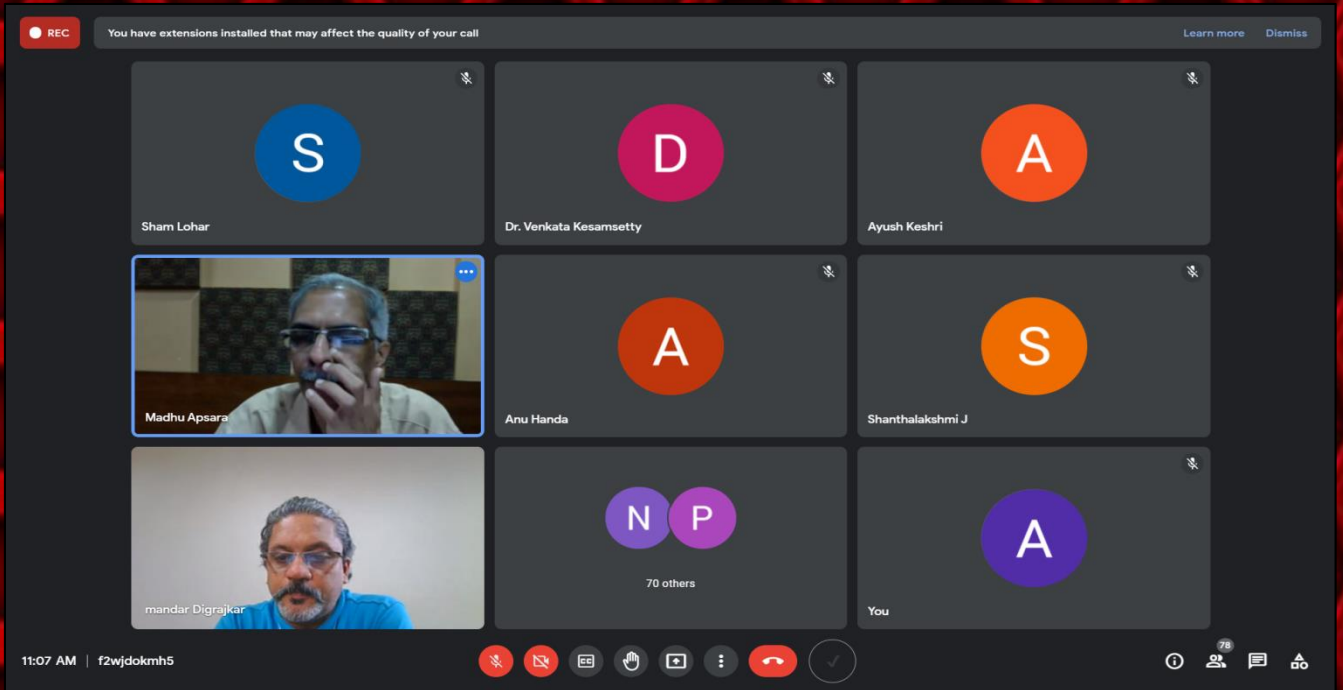 REC
You have extensions installed that may affect the quality of your call
Learn more
Dismiss
S
Sham Lohar
D
Dr. Venkata Kesamsetty
A
Ayush Keshri
Madhu Apsara
A
Anu Handa
S
Shanthalakshmi J
mandar Digrajkar
N P
70 others
A
You
11:07 AM | f2wjdokmh5
CC
78